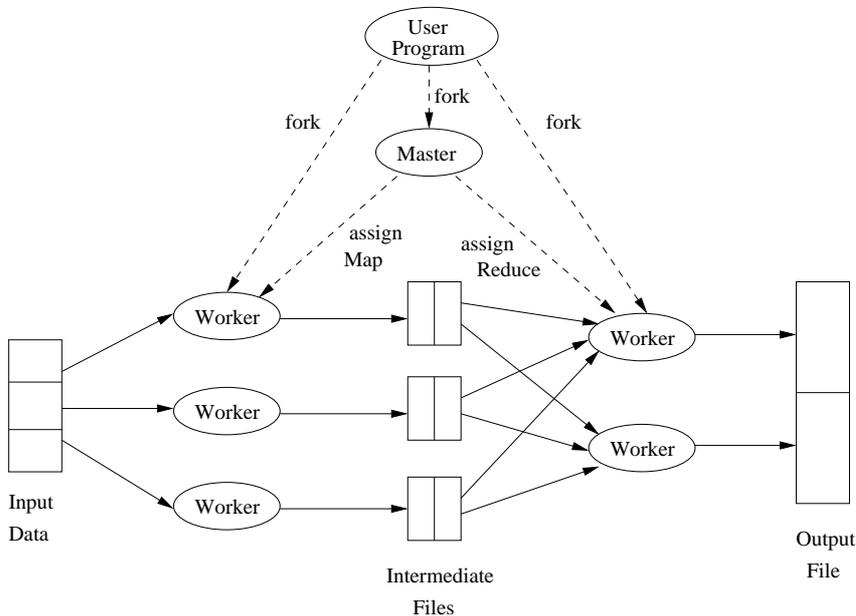 User
Program
fork
fork
fork
Master
assign
Map
assign
Reduce
Worker
Worker
Worker
Worker
Worker
Input
Data
Intermediate
Files
Output
File